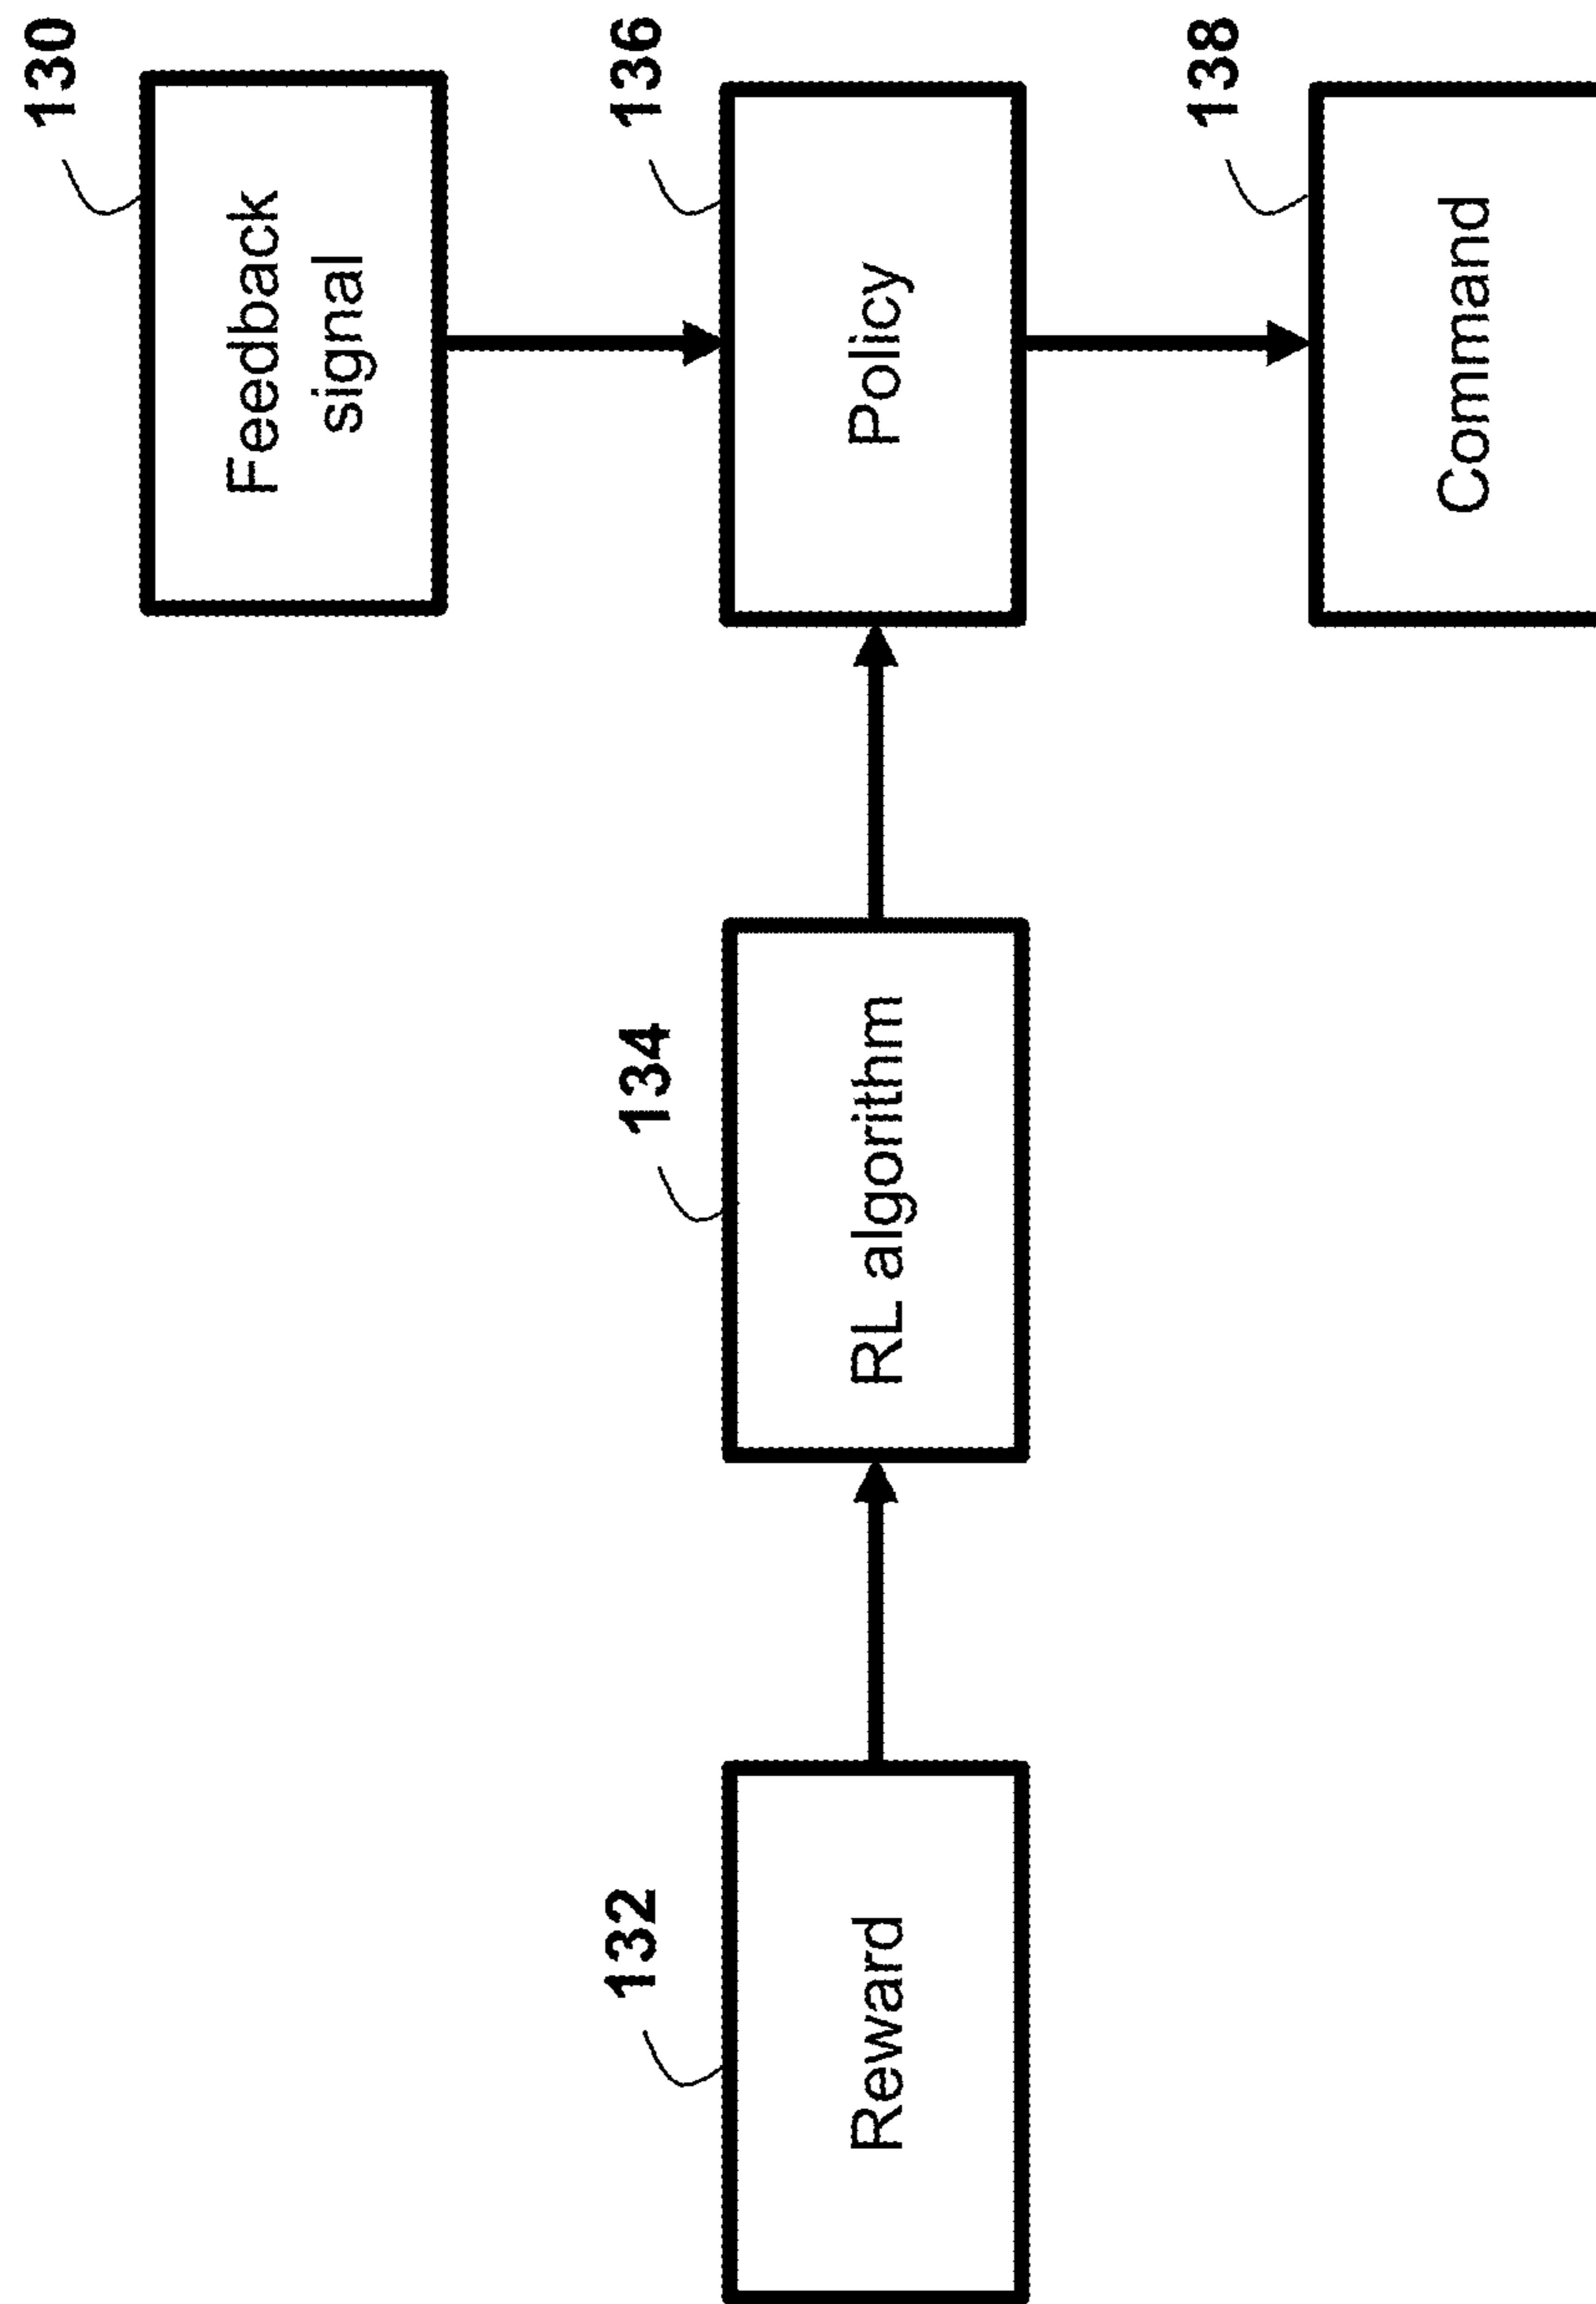 130
Feedback
signal
132
Reward
134
RL algorithm
136
Policy
138
Command